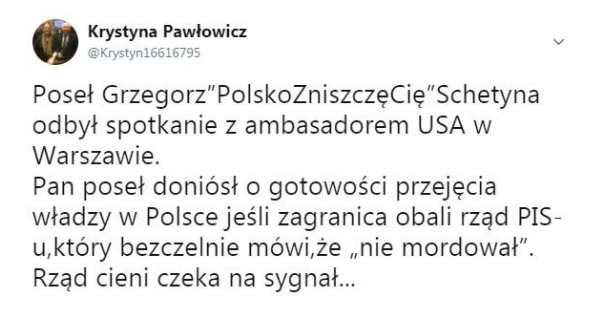 Krystyna Pawłowicz
@Krystyn16616795
Poseł Grzegorz”PolskoZniszczęCię”Schetyna
odbył spotkanie z ambasadorem USA w
Warszawie.
Pan poseł doniósł o gotowości przejęcia
władzy w Polsce jeśli zagranica obali rząd PIS-
u,który bezczelnie mówi,że „nie mordował”.
Rząd cieni czeka na sygnał...